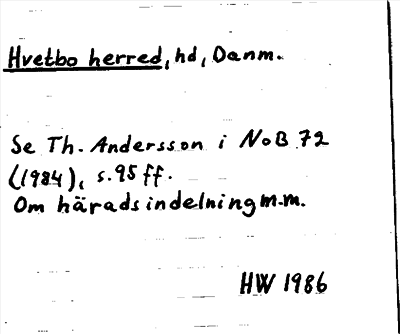 Hvetbo herred, hd, Danm.
Se Th. Andersson i NoB 72
(1984), s. 95 ff.
Om häradsindelning m.m.
HW 1986